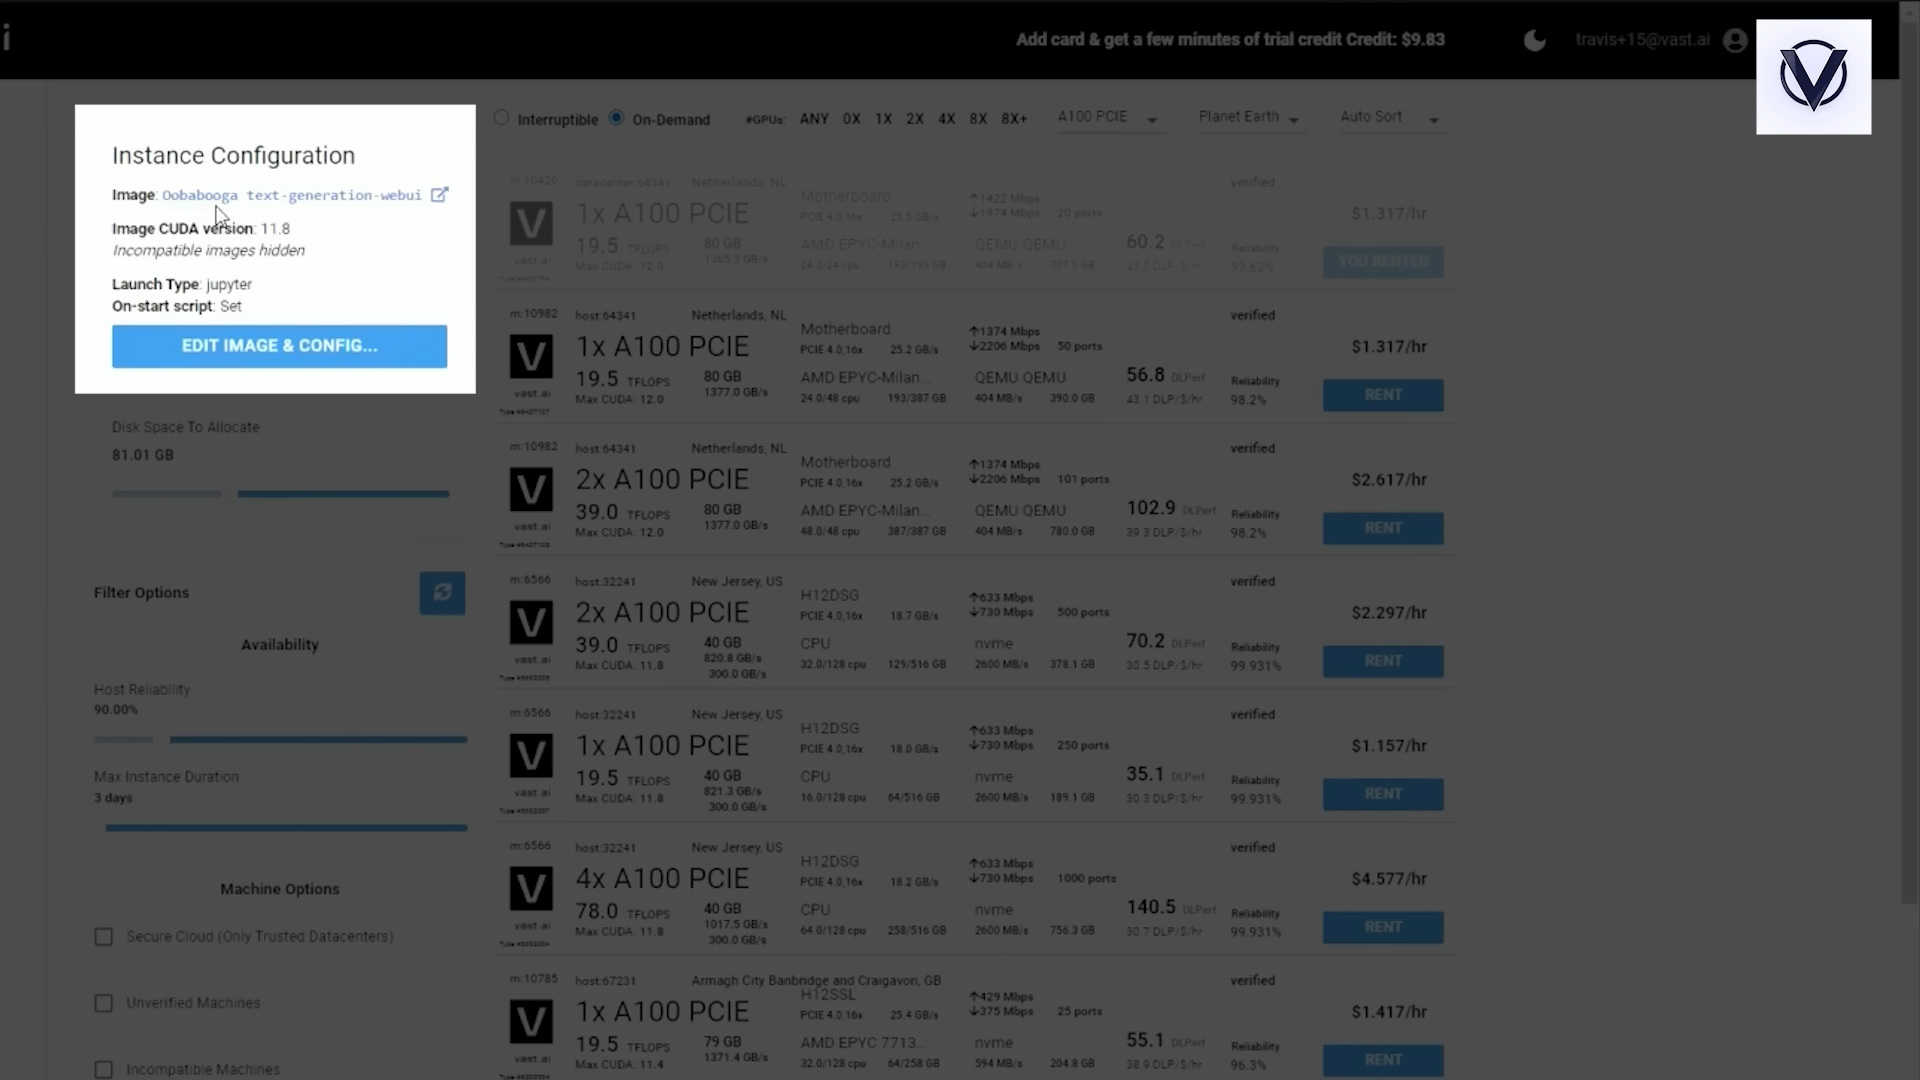 i
Add card & get a few minutes of trial credit Credit: $9.83
travis+15@vast.ai
Instance Configuration
Image: Oobabooga text-generation-webui
Image CUDA version: 11.8
Incompatible images hidden
Launch Type: jupyter
On-start script: Set
EDIT IMAGE & CONFIG...
Disk Space To Allocate
81.01 GB
Filter Options
Availability
Host Reliability
90.00%
Max Instance Duration
3 days
Machine Options
Secure Cloud (Only Trusted Datacenters)
Unverified Machines
Incompatible Machines
Interruptible On-Demand #GPUs: ANY 0X 1X 2X 4X 8X 8X+ A100 PCIE Planet Earth Auto Sort
m:10420 datacenter:64341 Netherlands, NL verified
1x A100 PCIE Motherboard ↑1422 Mbps $1.317/hr
PCIE 4.0,16x 25.5 GB/s ↓1974 Mbps 20 ports
19.5 TFLOPS 80 GB AMD EPYC-Milan QEMU QEMU 60.2 DLPerf Reliability YOU RENTED
vast.ai Max CUDA: 12.0 1365.3 GB/s 24.0/24 cpu 193/193 GB 404 MB/s 787.0 GB 45.7 DLP/$/hr 99.62%
m:10982 host:64341 Netherlands, NL verified
1x A100 PCIE Motherboard ↑1374 Mbps $1.317/hr
PCIE 4.0,16x 25.2 GB/s ↓2206 Mbps 50 ports
19.5 TFLOPS 80 GB AMD EPYC-Milan... QEMU QEMU 56.8 DLPerf Reliability RENT
vast.ai Max CUDA: 12.0 1377.0 GB/s 24.0/48 cpu 193/387 GB 404 MB/s 390.0 GB 43.1 DLP/$/hr 98.2%
m:10982 host:64341 Netherlands, NL verified
2x A100 PCIE Motherboard ↑1374 Mbps $2.617/hr
PCIE 4.0,16x 25.2 GB/s ↓2206 Mbps 101 ports
39.0 TFLOPS 80 GB AMD EPYC-Milan... QEMU QEMU 102.9 DLPerf Reliability RENT
vast.ai Max CUDA: 12.0 1377.0 GB/s 48.0/48 cpu 387/387 GB 404 MB/s 780.0 GB 39.3 DLP/$/hr 98.2%
m:6566 host:32241 New Jersey, US verified
2x A100 PCIE H12DSG ↑633 Mbps $2.297/hr
PCIE 4.0,16x 18.7 GB/s ↓730 Mbps 500 ports
39.0 TFLOPS 40 GB CPU nvme 70.2 DLPerf Reliability RENT
vast.ai Max CUDA: 11.8 820.8 GB/s 32.0/128 cpu 129/516 GB 2600 MB/s 378.1 GB 30.5 DLP/$/hr 99.931%
300.0 GB/s
m:6566 host:32241 New Jersey, US verified
1x A100 PCIE H12DSG ↑633 Mbps $1.157/hr
PCIE 4.0,16x 18.0 GB/s ↓730 Mbps 250 ports
19.5 TFLOPS 40 GB CPU nvme 35.1 DLPerf Reliability RENT
vast.ai Max CUDA: 11.8 821.3 GB/s 16.0/128 cpu 64/516 GB 2600 MB/s 189.1 GB 30.3 DLP/$/hr 99.931%
300.0 GB/s
m:6566 host:32241 New Jersey, US verified
4x A100 PCIE H12DSG ↑633 Mbps $4.577/hr
PCIE 4.0,16x 18.2 GB/s ↓730 Mbps 1000 ports
78.0 TFLOPS 40 GB CPU nvme 140.5 DLPerf Reliability RENT
vast.ai Max CUDA: 11.8 1017.5 GB/s 64.0/128 cpu 258/516 GB 2600 MB/s 756.3 GB 30.7 DLP/$/hr 99.931%
300.0 GB/s
m:10785 host:67231 Armagh City Banbridge and Craigavon, GB verified
1x A100 PCIE H12SSL ↑429 Mbps $1.417/hr
PCIE 4.0,16x 25.4 GB/s ↓375 Mbps 25 ports
19.5 TFLOPS 79 GB AMD EPYC 7713... nvme 55.1 DLPerf Reliability RENT
vast.ai Max CUDA: 11.4 1371.4 GB/s 32.0/128 cpu 64/258 GB 594 MB/s 204.8 GB 38.9 DLP/$/hr 96.3%